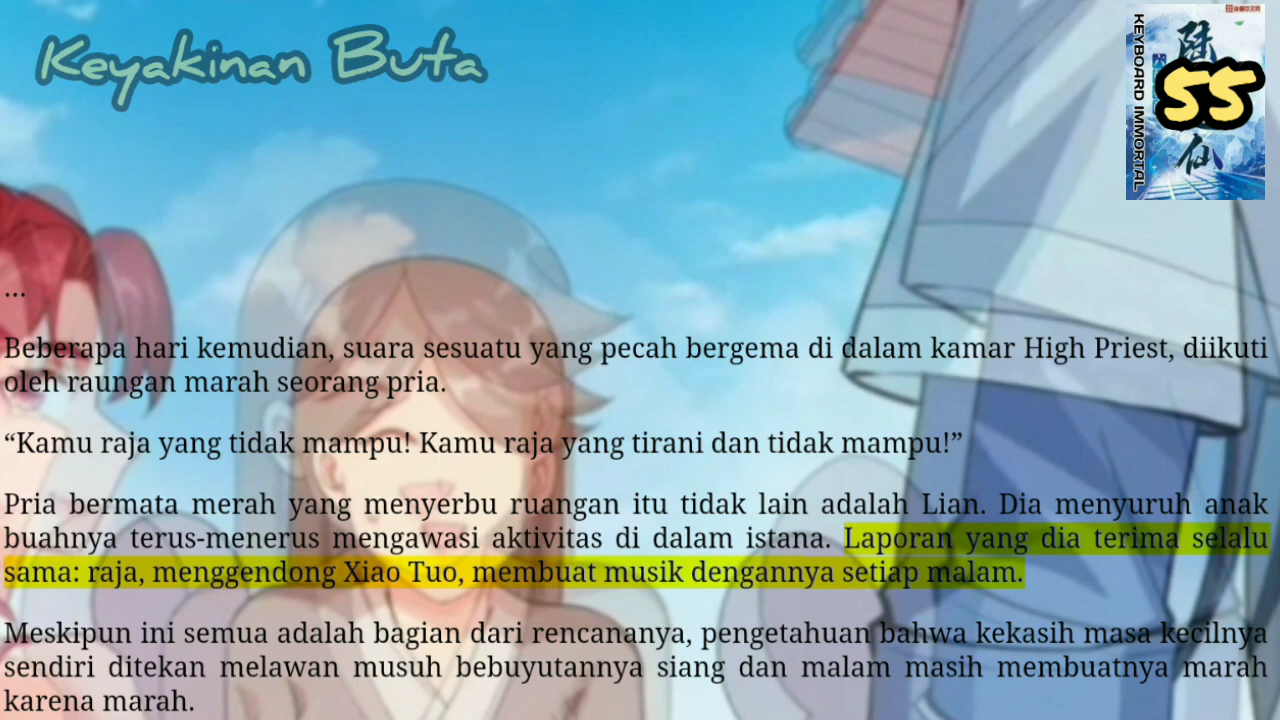 Keyakinan Buta
KEYBOARD IMMORTAL
55
...
Beberapa hari kemudian, suara sesuatu yang pecah bergema di dalam kamar High Priest, diikuti
oleh raungan marah seorang pria.
“Kamu raja yang tidak mampu! Kamu raja yang tirani dan tidak mampu!”
Pria bermata merah yang menyerbu ruangan itu tidak lain adalah Lian. Dia menyuruh anak
buahnya terus-menerus mengawasi aktivitas di dalam istana. Laporan yang dia terima selalu
sama: raja, menggendong Xiao Tuo, membuat musik dengannya setiap malam.
Meskipun ini semua adalah bagian dari rencananya, pengetahuan bahwa kekasih masa kecilnya
sendiri ditekan melawan musuh bebuyutannya siang dan malam masih membuatnya marah
karena marah.